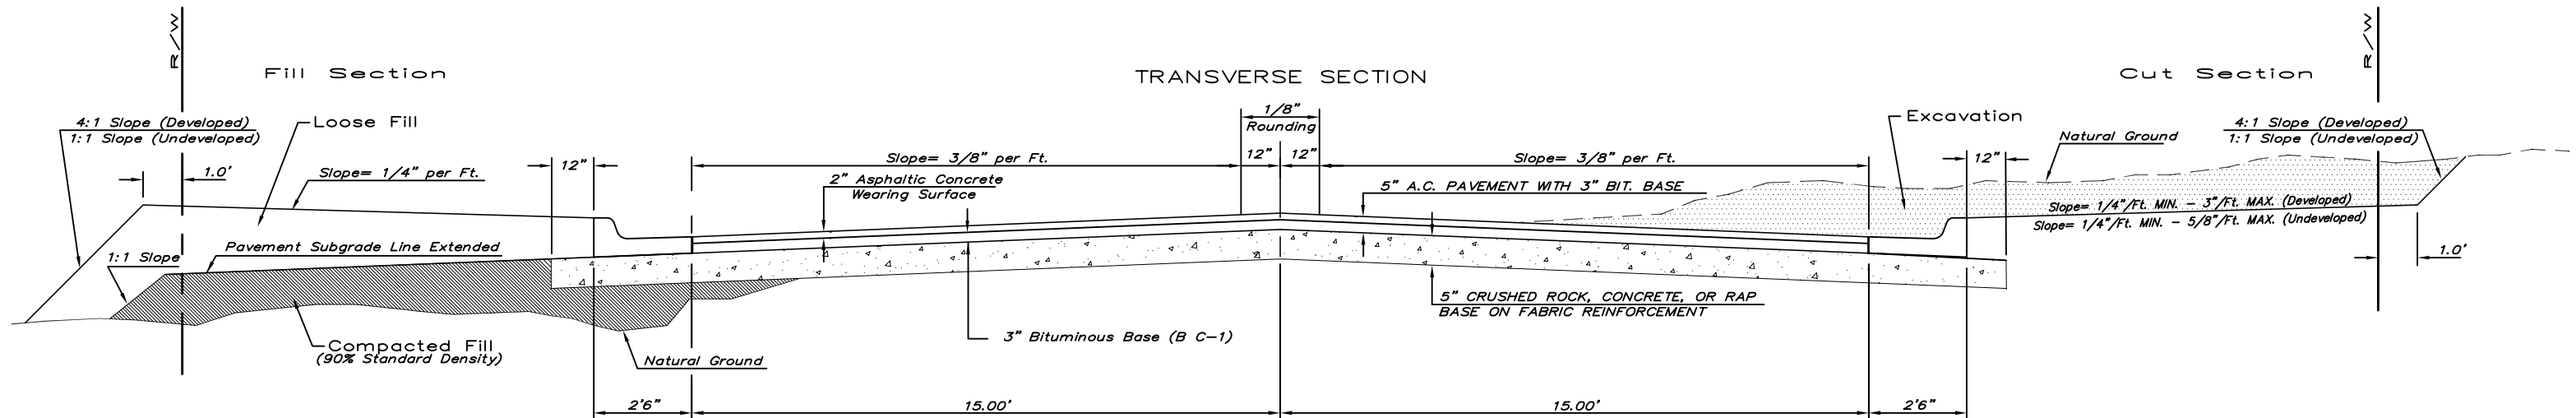 R/W
R/W
Fill Section
TRANSVERSE SECTION
Cut Section
4:1 Slope (Developed)
1:1 Slope (Undeveloped)
Loose Fill
1/8"
Rounding
Excavation
Natural Ground
4:1 Slope (Developed)
1:1 Slope (Undeveloped)
1.0'
Slope= 1/4" per Ft.
12"
Slope= 3/8" per Ft.
12"
12"
Slope= 3/8" per Ft.
12"
2" Asphaltic Concrete
Wearing Surface
5" A.C. PAVEMENT WITH 3" BIT. BASE
Slope= 1/4"/Ft. MIN. - 3"/Ft. MAX. (Developed)
Slope= 1/4"/Ft. MIN. - 5/8"/Ft. MAX. (Undeveloped)
Pavement Subgrade Line Extended
1:1 Slope
1.0'
5" CRUSHED ROCK, CONCRETE, OR RAP
BASE ON FABRIC REINFORCEMENT
3" Bituminous Base (B C-1)
Compacted Fill
(90% Standard Density)
Natural Ground
2'6"
15.00'
15.00'
2'6"